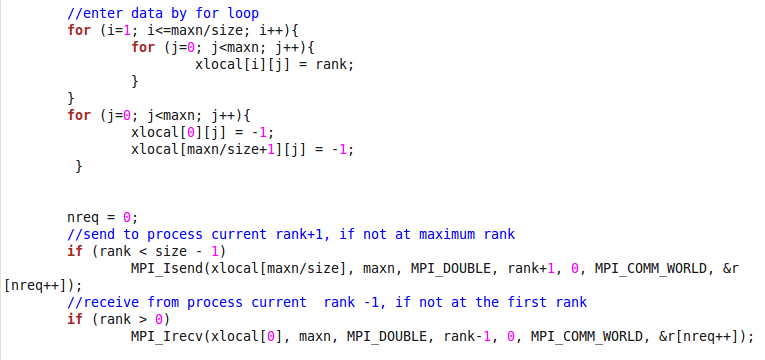 //enter data by for loop
for (i=1; i<=maxn/size; i++){
for (j=0; j<maxn; j++){
xlocal[i][j] = rank;
}
}
for (j=0; j<maxn; j++){
xlocal[0][j] = -1;
xlocal[maxn/size+1][j] = -1;
}
nreq = 0;
//send to process current rank+1, if not at maximum rank
if (rank < size - 1)
MPI_Isend(xlocal[maxn/size], maxn, MPI_DOUBLE, rank+1, 0, MPI_COMM_WORLD, &r
[nreq++]);
//receive from process current  rank -1, if not at the first rank
if (rank > 0)
MPI_Irecv(xlocal[0], maxn, MPI_DOUBLE, rank-1, 0, MPI_COMM_WORLD, &r[nreq++]);